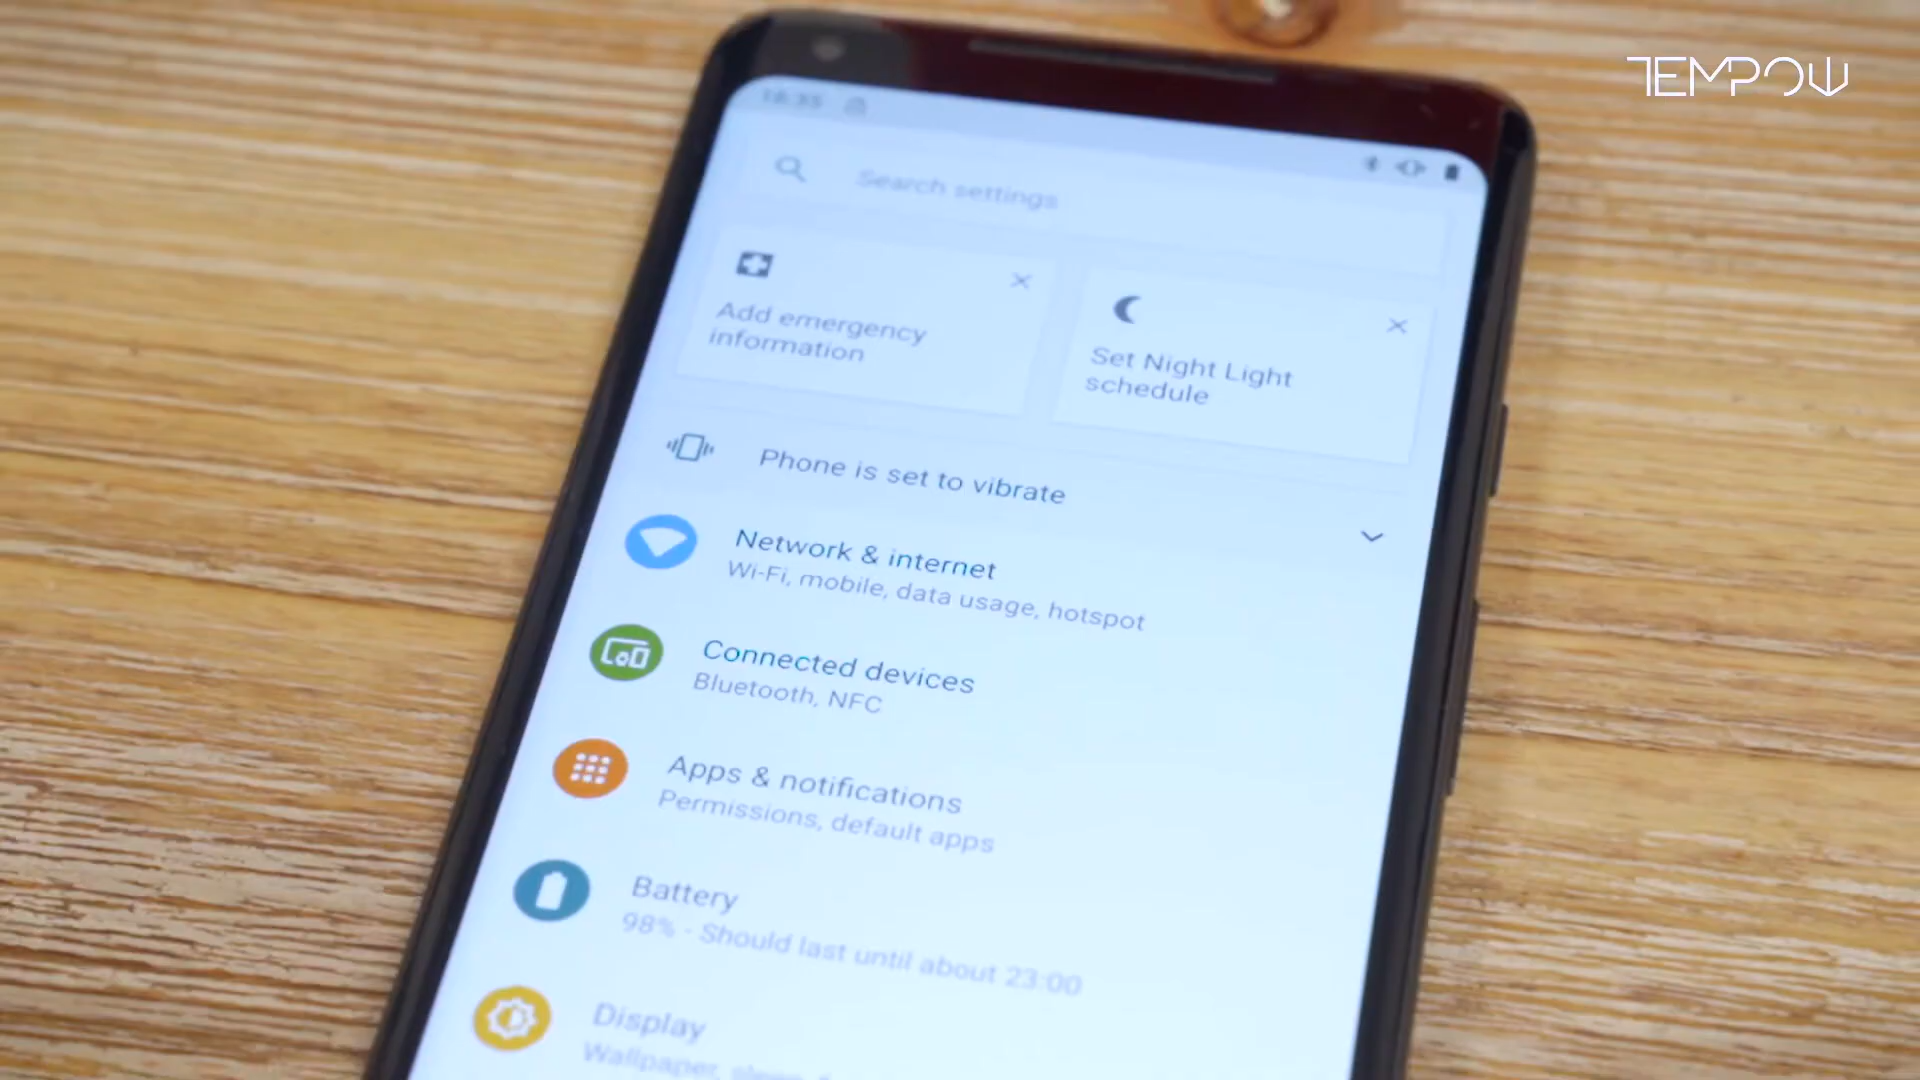 TEMPOW
Search settings
Add emergency
information
Set Night Light
schedule
Phone is set to vibrate
Network & internet
Wi-Fi, mobile, data usage, hotspot
Connected devices
Bluetooth, NFC
Apps & notifications
Permissions, default apps
Battery
98% - Should last until about 23:00
Display
Wallpaper,